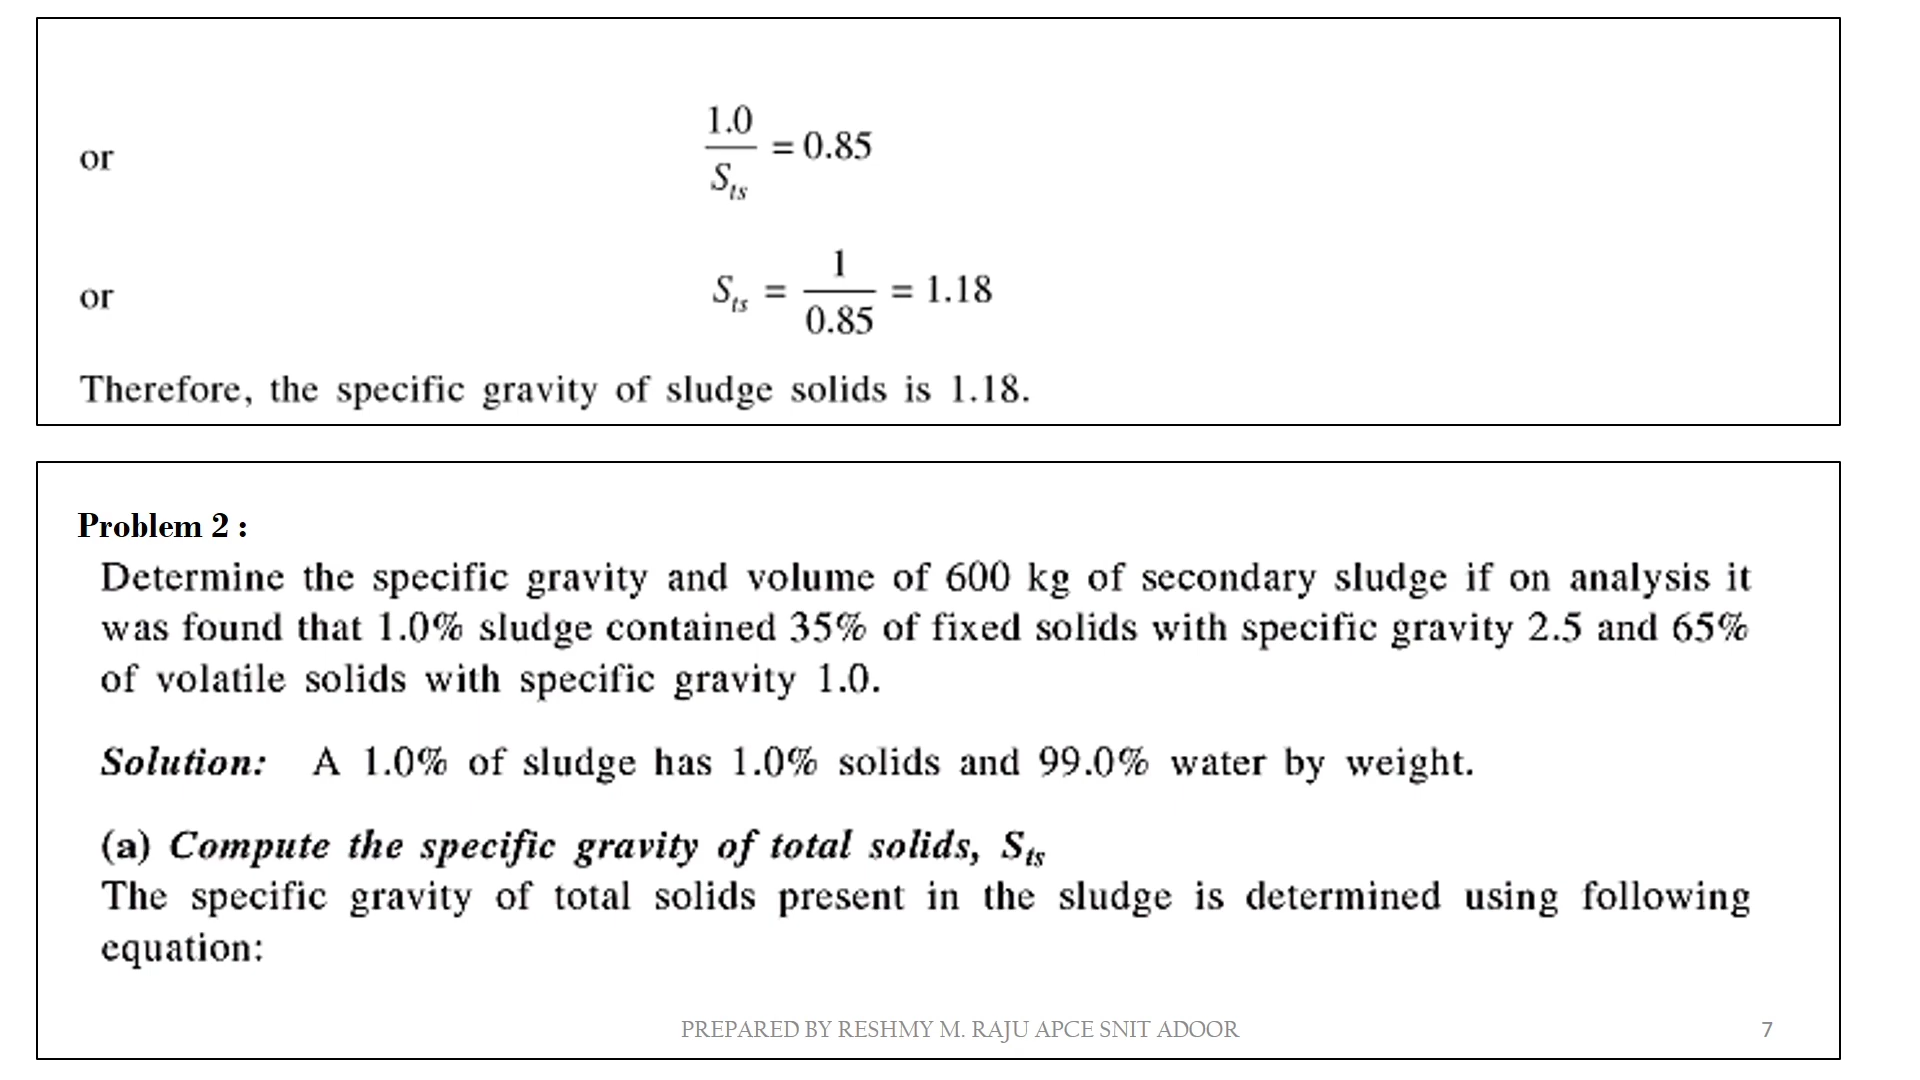 or 1.0 / S_ts = 0.85
or S_ts = 1 / 0.85 = 1.18
Therefore, the specific gravity of sludge solids is 1.18.
Problem 2 :
Determine the specific gravity and volume of 600 kg of secondary sludge if on analysis it
was found that 1.0% sludge contained 35% of fixed solids with specific gravity 2.5 and 65%
of volatile solids with specific gravity 1.0.
Solution: A 1.0% of sludge has 1.0% solids and 99.0% water by weight.
(a) Compute the specific gravity of total solids, S_ts
The specific gravity of total solids present in the sludge is determined using following
equation:
PREPARED BY RESHMY M. RAJU APCE SNIT ADOOR 7